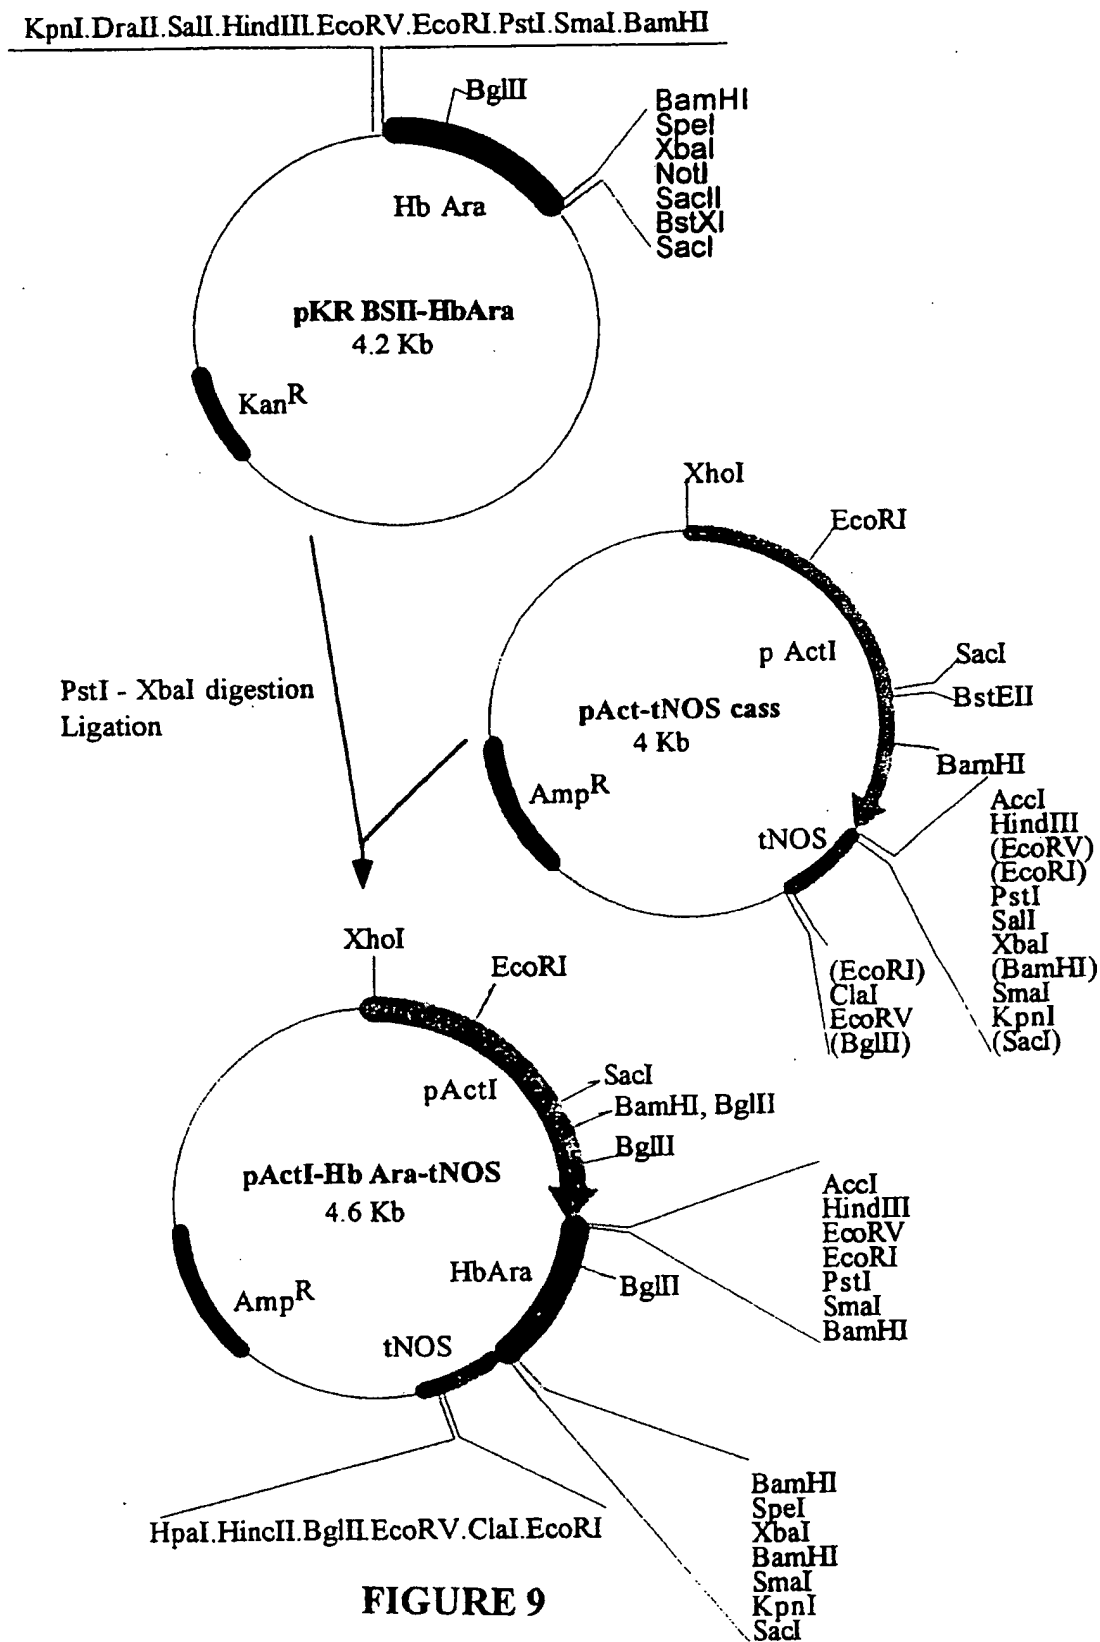 KpnI.DraII.SalI.HindIII.EcoRV.EcoRI.PstI.SmaI.BamHI
BglII
BamHI
SpeI
XbaI
NotI
SacII
BstXI
SacI
Hb Ara
pKR BSII-HbAra
4.2 Kb
KanR
XhoI
EcoRI
p ActI
SacI
BstEII
PstI - XbaI digestion
Ligation
pAct-tNOS cass
4 Kb
BamHI
AmpR
tNOS
AccI
HindIII
(EcoRV)
(EcoRI)
PstI
SalI
XbaI
(BamHI)
SmaI
KpnI
(SacI)
(EcoRI)
ClaI
EcoRV
(BglII)
XhoI
EcoRI
pActI
SacI
BamHI, BglII
BglII
pActI-Hb Ara-tNOS
4.6 Kb
AccI
HindIII
EcoRV
EcoRI
PstI
SmaI
BamHI
HbAra
BglII
AmpR
tNOS
BamHI
SpeI
XbaI
BamHI
SmaI
KpnI
SacI
HpaI.HincII.BglII.EcoRV.ClaI.EcoRI
FIGURE 9